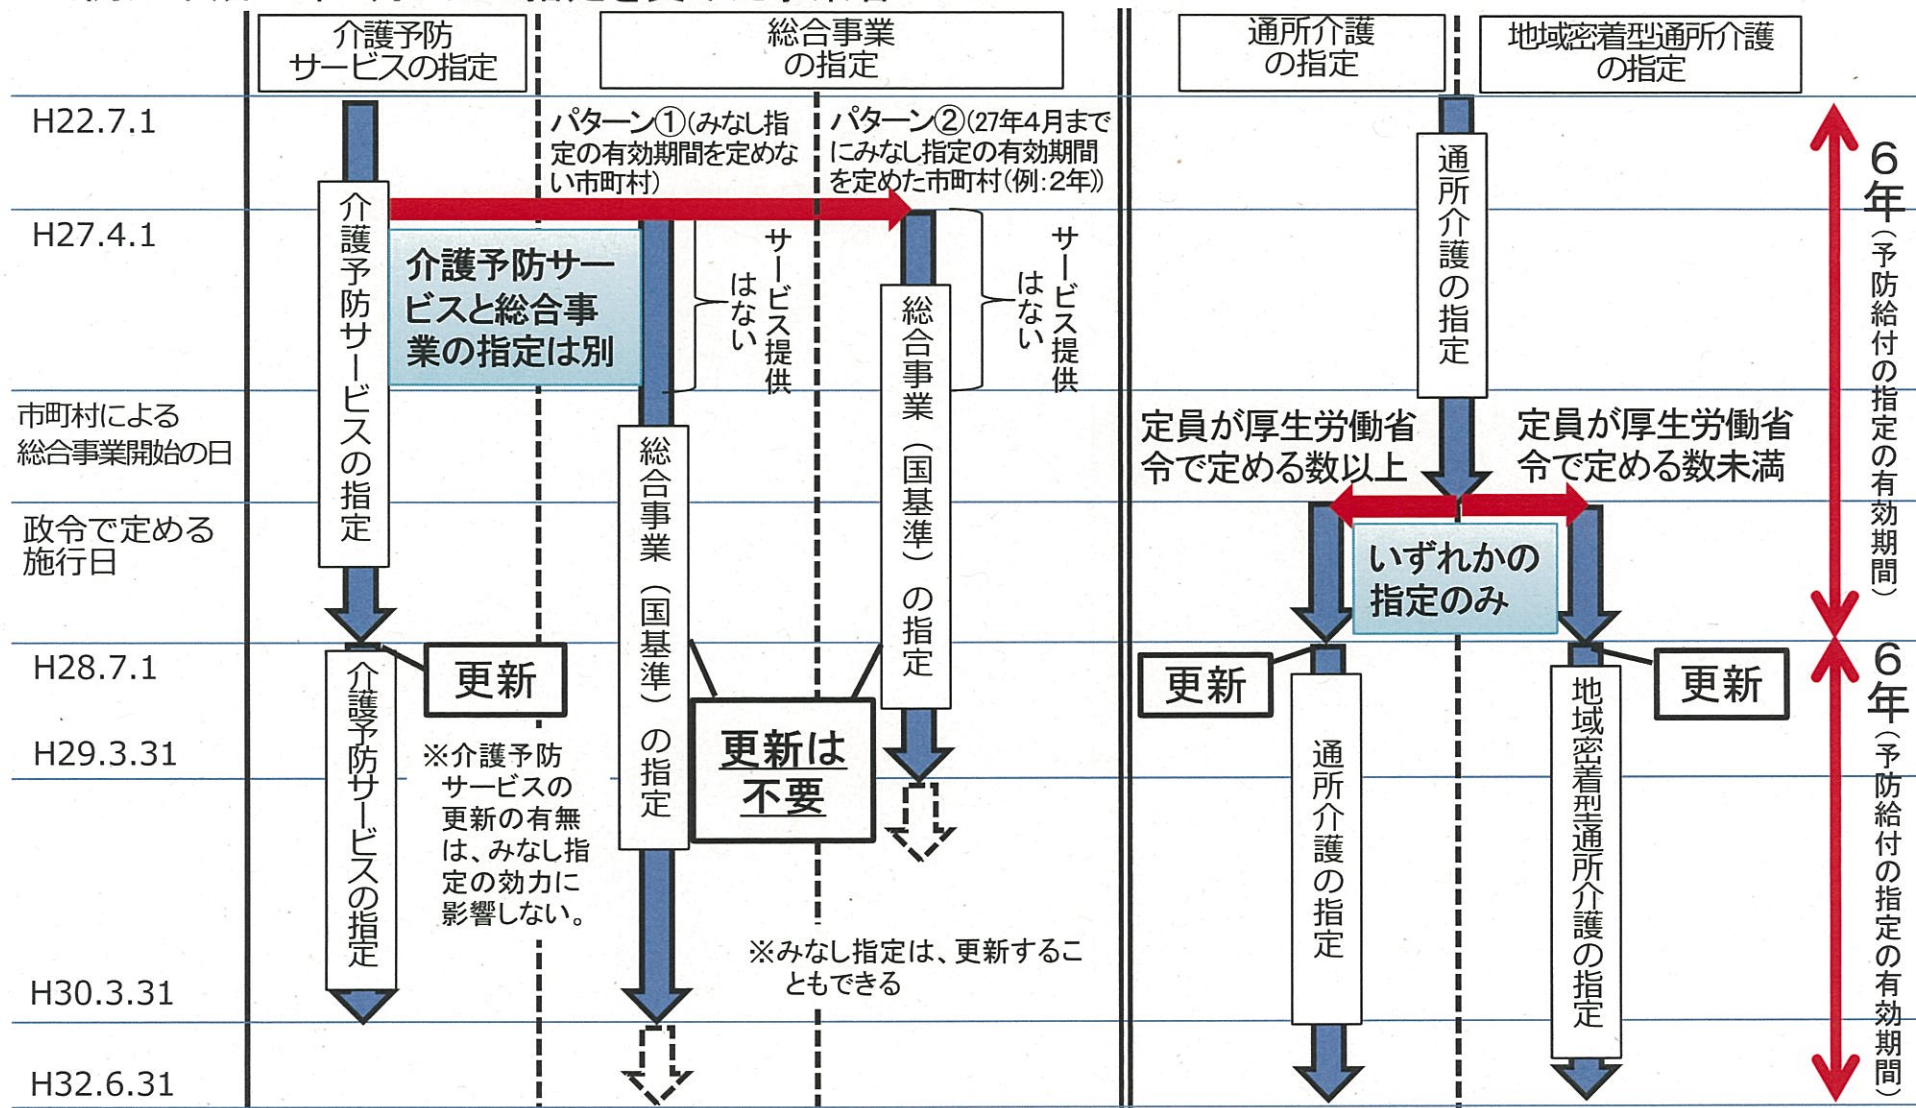 介護予防
サービスの指定
総合事業
の指定
通所介護
の指定
地域密着型通所介護
の指定
H22.7.1
H27.4.1
市町村による
総合事業開始の日
政令で定める
施行日
H28.7.1
H29.3.31
H30.3.31
H32.6.31
パターン①(みなし指
定の有効期間を定めな
い市町村)
パターン②(27年4月まで
にみなし指定の有効期間
を定めた市町村(例:2年))
介護予防サービスの指定
介護予防サー
ビスと総合事
業の指定は別
サービス提供
はない
サービス提供
はない
総合事業(国基準)の指定
総合事業(国基準)の指定
更新
介護予防サービスの指定
※介護予防
サービスの
更新の有無
は、みなし指
定の効力に
影響しない。
更新は
不要
※みなし指定は、更新するこ
ともできる
通所介護の指定
定員が厚生労働省
令で定める数以上
定員が厚生労働省
令で定める数未満
いずれかの
指定のみ
更新
更新
通所介護の指定
地域密着型通所介護の指定
6年(予防給付の指定の有効期間)
6年(予防給付の指定の有効期間)